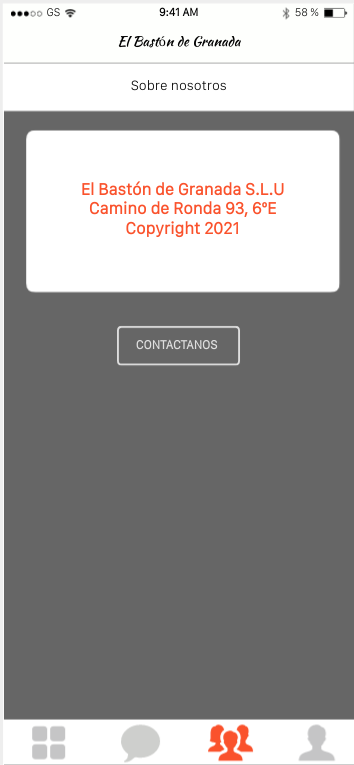 GS 9:41 AM 58 %
El Bastón de Granada
Sobre nosotros
El Bastón de Granada S.L.U
Camino de Ronda 93, 6ºE
Copyright 2021
CONTACTANOS